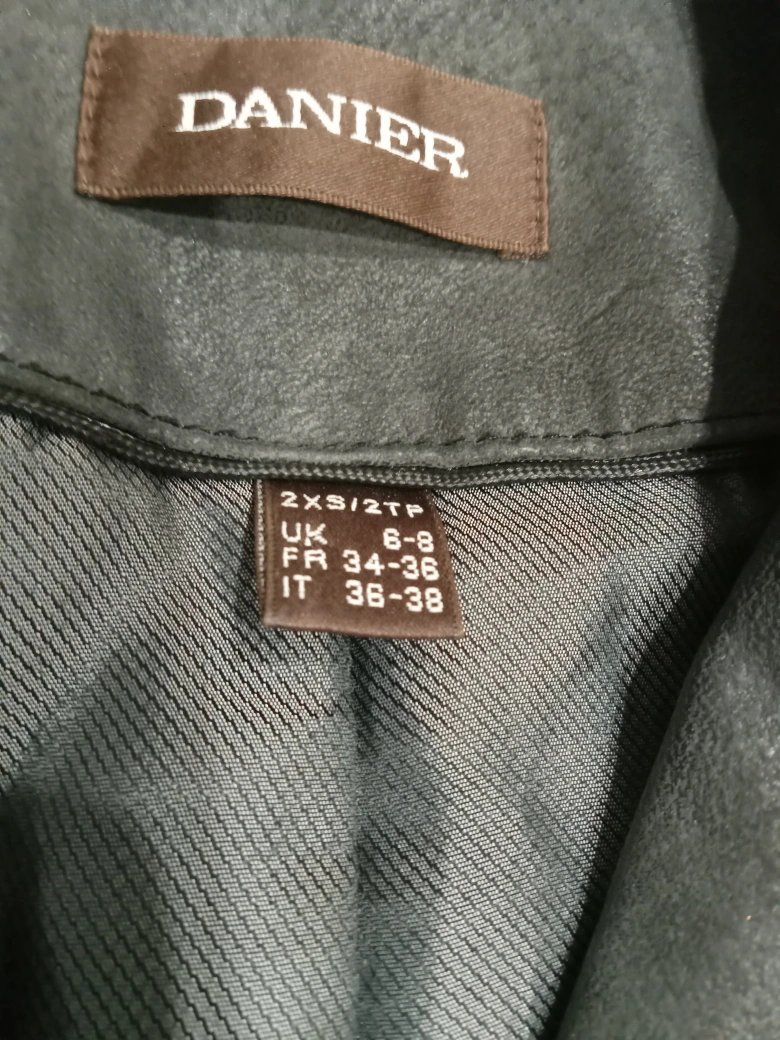 DANIER
2XS/2TP
UK 6-8
FR 34-36
IT 36-38